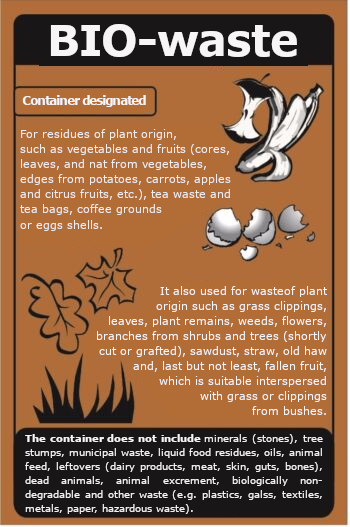 BIO-waste
Container designated
For residues of plant origin,
such as vegetables and fruits (cores,
leaves, and nat from vegetables,
edges from potatoes, carrots, apples
and citrus fruits, etc.), tea waste and
tea bags, coffee grounds
or eggs shells.
It also used for wasteof plant
origin such as grass clippings,
leaves, plant remains, weeds, flowers,
branches from shrubs and trees (shortly
cut or grafted), sawdust, straw, old haw
and, last but not least, fallen fruit,
which is suitable interspersed
with grass or clippings
from bushes.
The container does not include minerals (stones), tree
stumps, municipal waste, liquid food residues, oils, animal
feed, leftovers (dairy products, meat, skin, guts, bones),
dead animals, animal excrement, biologically non-
degradable and other waste (e.g. plastics, galss, textiles,
metals, paper, hazardous waste).